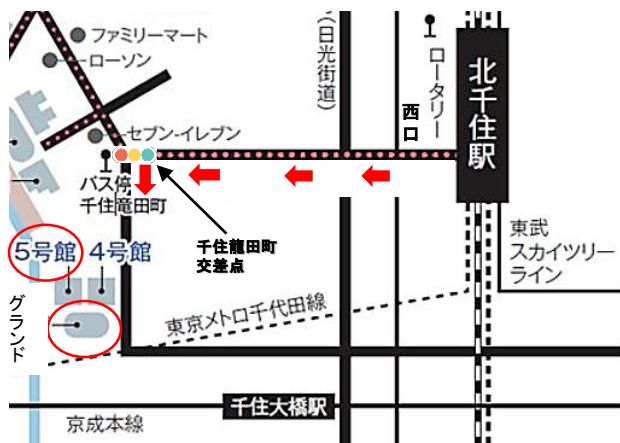 ファミリーマート
ローソン
セブン-イレブン
バス停
千住竜田町
千住龍田町
交差点
(日光街道)
ロータリー
西口
北千住駅
東武
スカイツリー
ライン
5号館
4号館
グランド
東京メトロ千代田線
千住大橋駅
京成本線